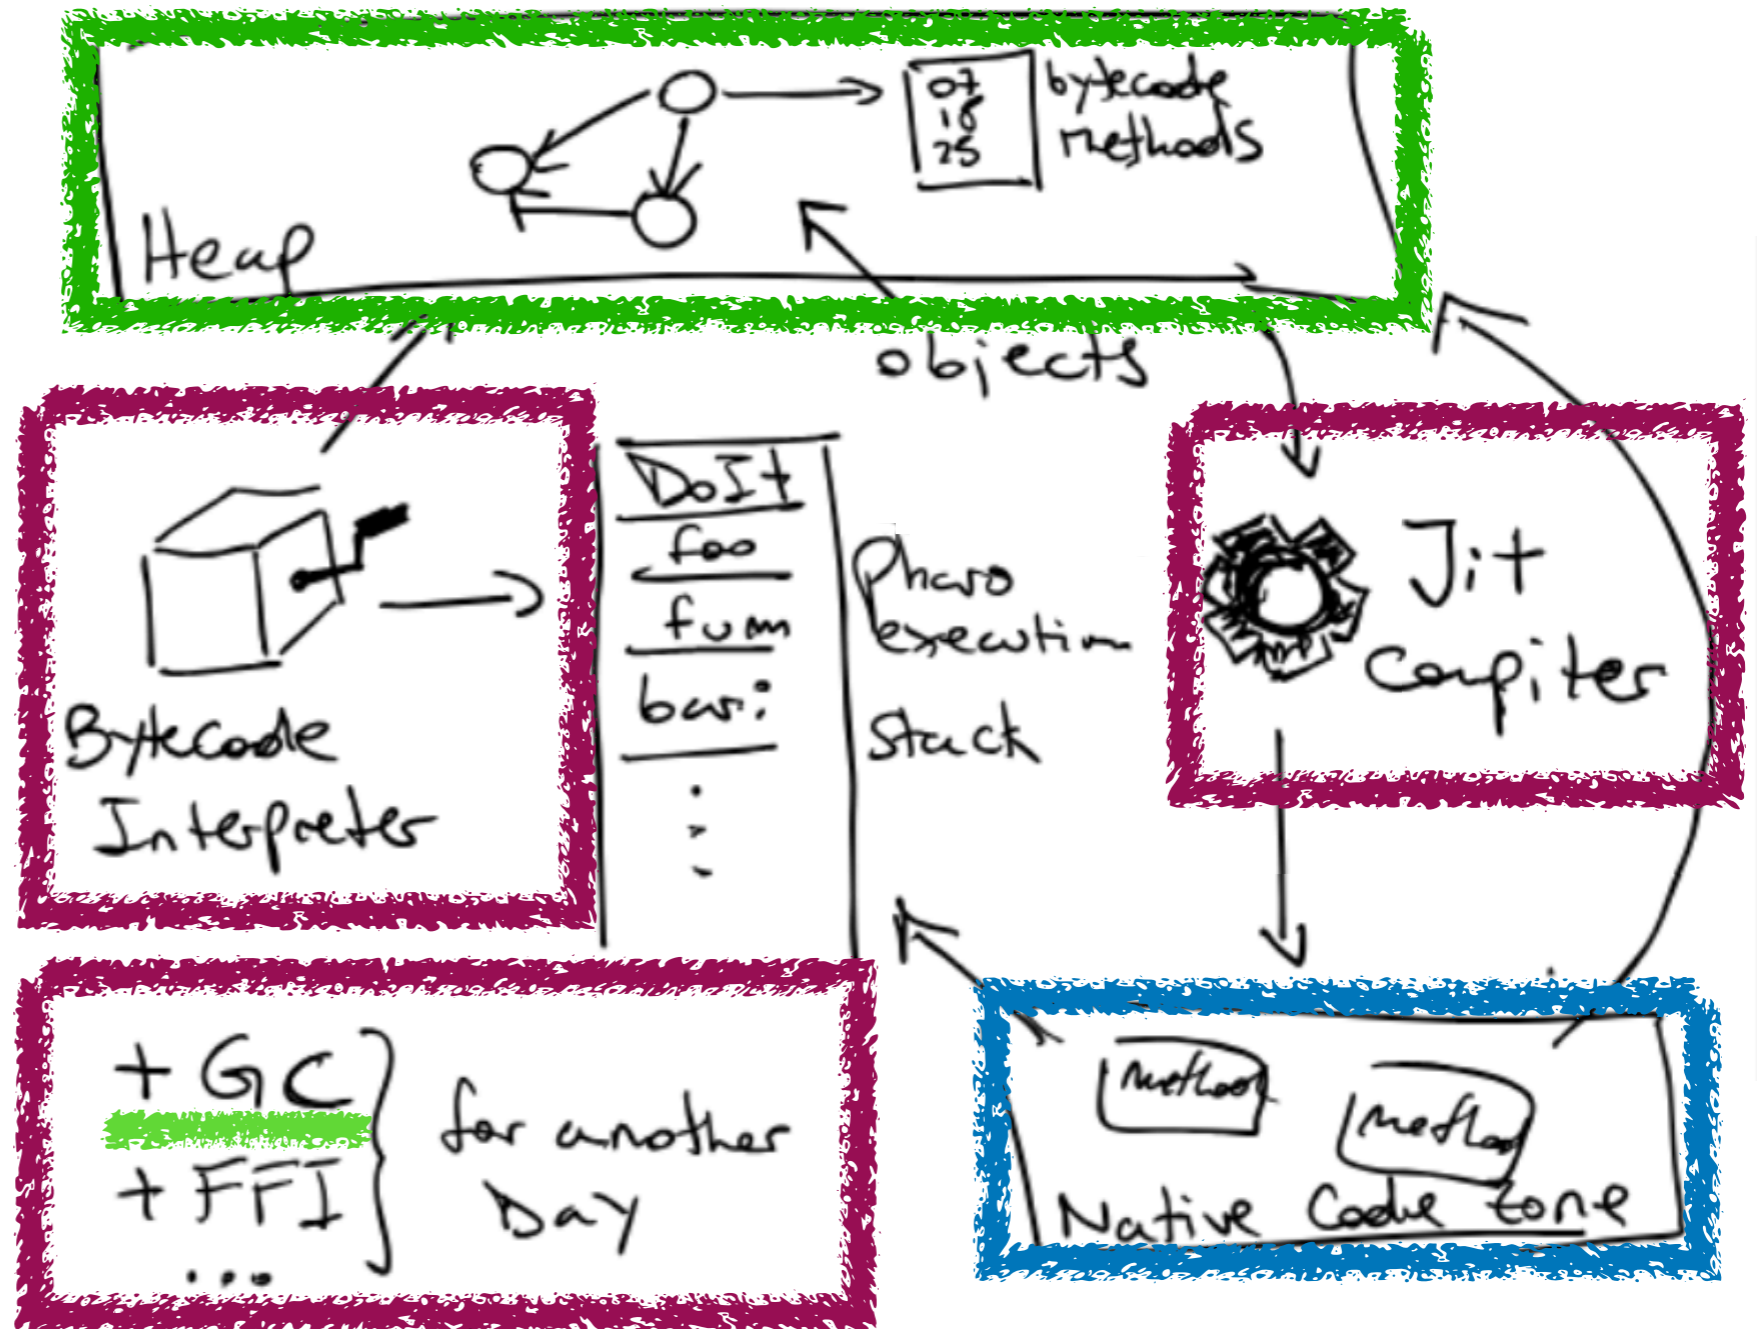 07
18
25
bytecode
methods
Heap
objects
DoIt
foo
fuum
bar:
Pharo
execution
stack
Jit
Compiler
Bytecode
Interpreter
+ GC
+ FFI
...
for another
Day
method
method
Native Code zone